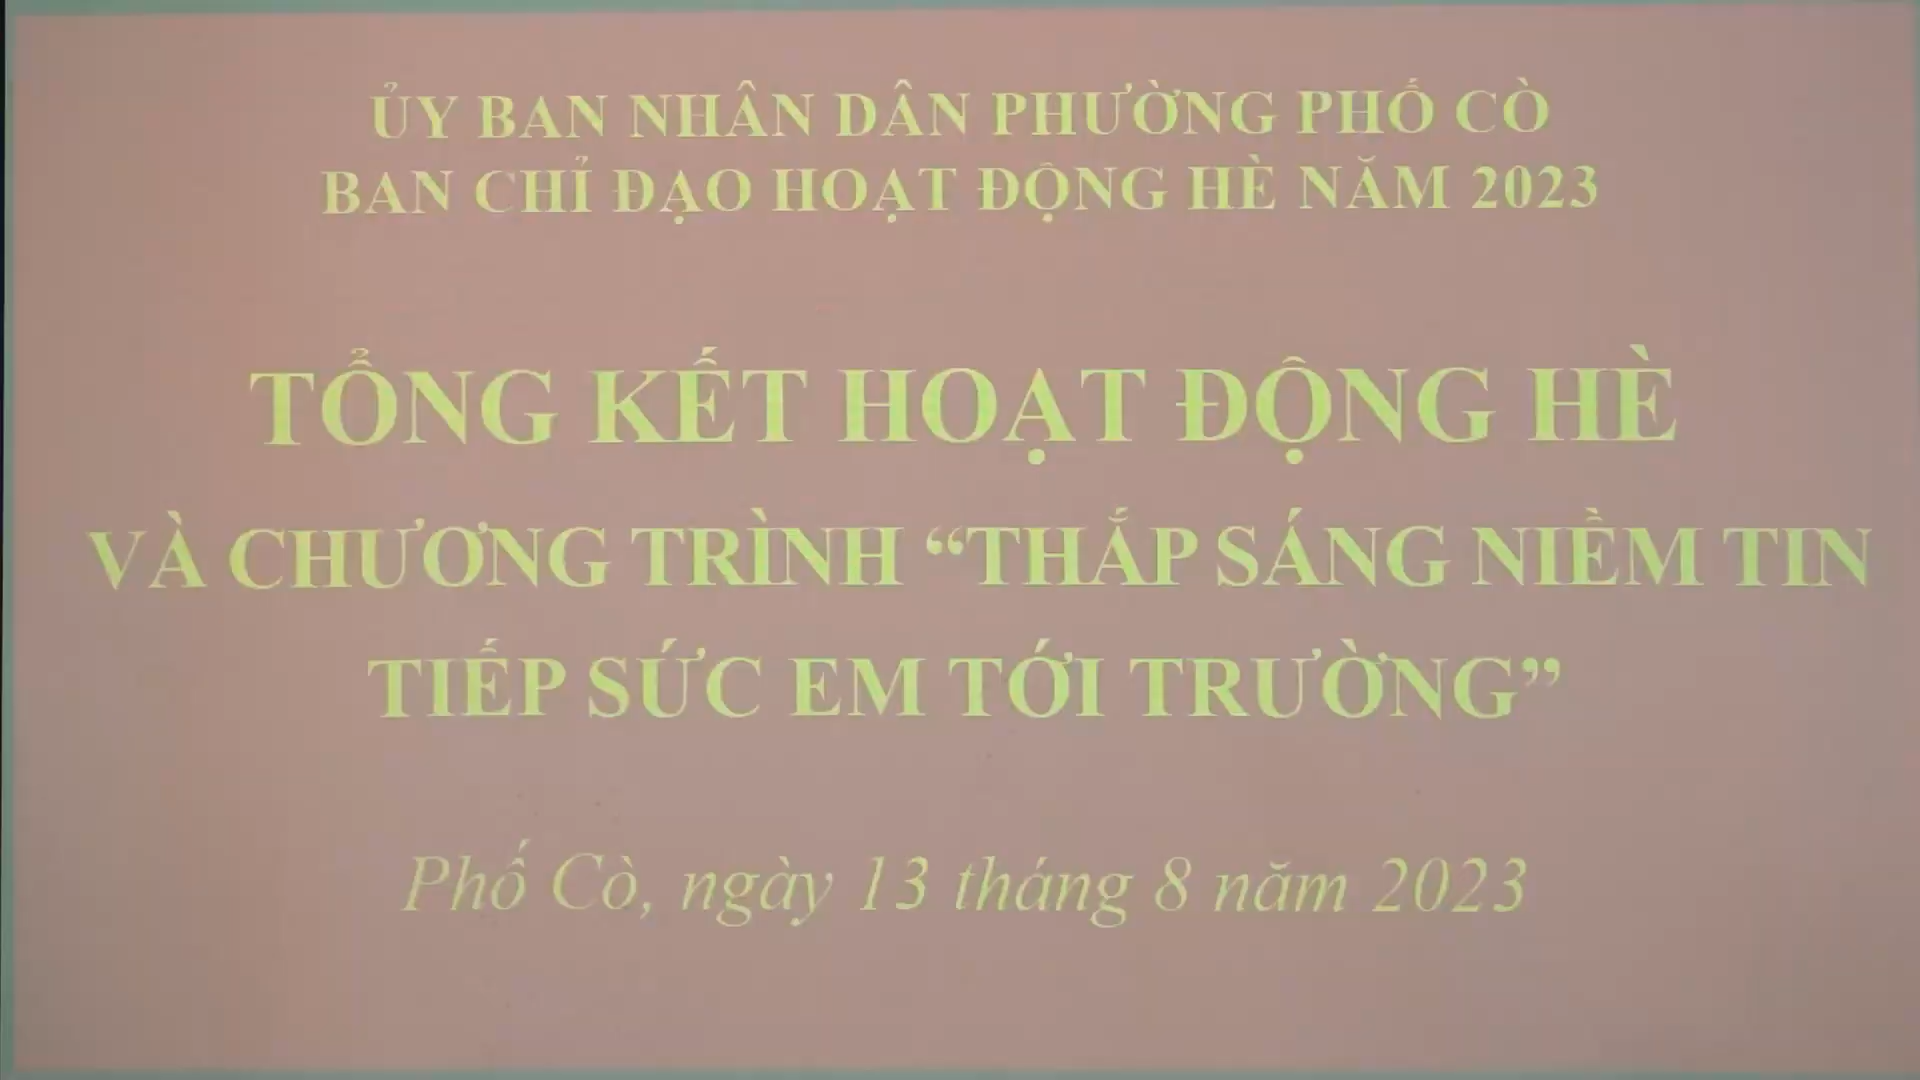 ỦY BAN NHÂN DÂN PHƯỜNG PHỐ CÒ
BAN CHỈ ĐẠO HOẠT ĐỘNG HÈ NĂM 2023
TỔNG KẾT HOẠT ĐỘNG HÈ
VÀ CHƯƠNG TRÌNH “THẮP SÁNG NIỀM TIN
TIẾP SỨC EM TỚI TRƯỜNG”
Phố Cò, ngày 13 tháng 8 năm 2023